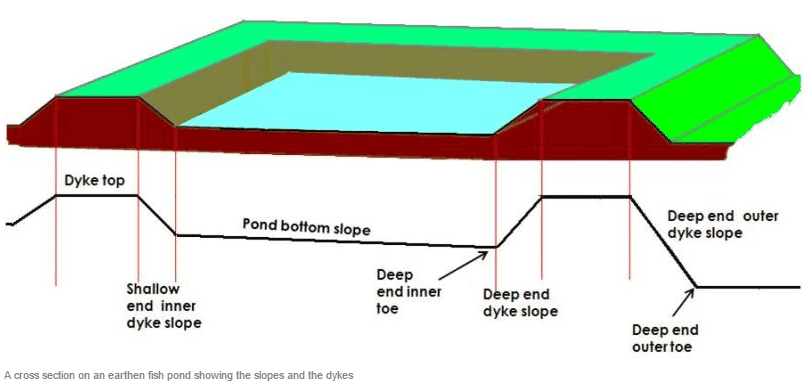 Dyke top
Pond bottom slope
Deep end outer
dyke slope
Shallow
end inner
dyke slope
Deep
end inner
toe
Deep end
dyke slope
Deep end
outer toe
A cross section on an earthen fish pond showing the slopes and the dykes